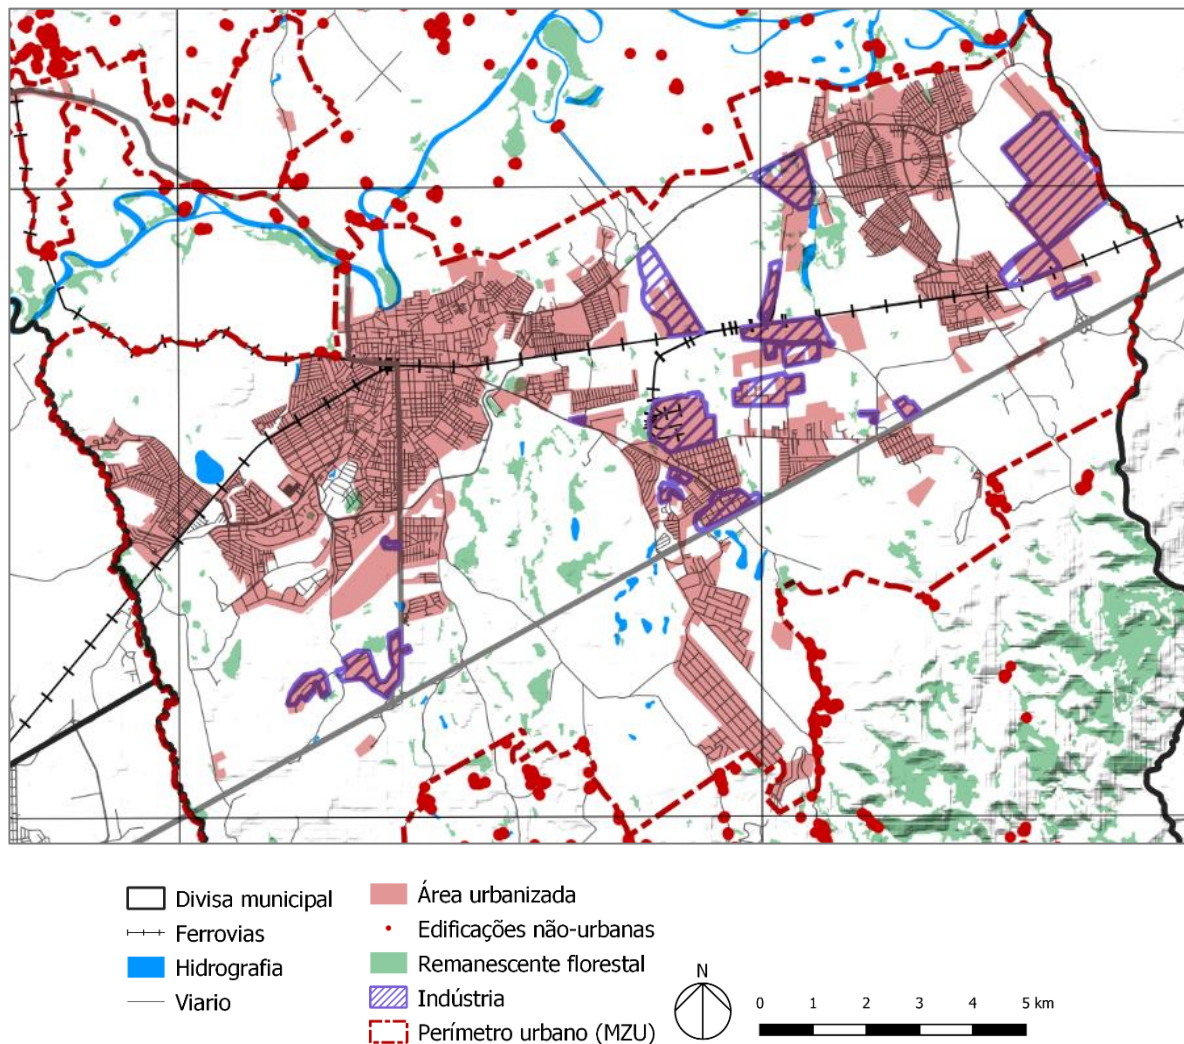 Divisa municipal
Ferrovias
Hidrografia
Viario
Área urbanizada
Edificações não-urbanas
Remanescente florestal
Indústria
Perímetro urbano (MZU)
N
0 1 2 3 4 5 km